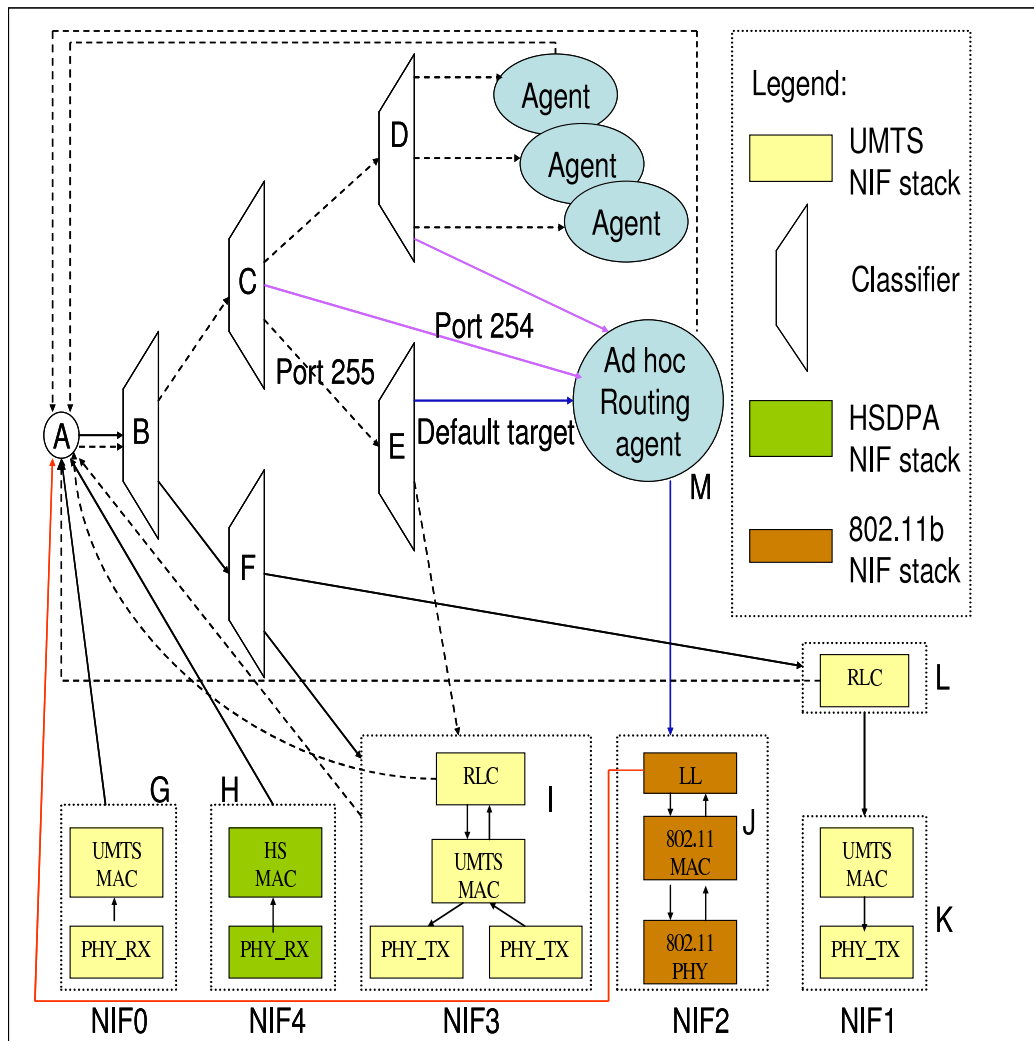 Agent
Agent
Agent
D
C
B
A
E
F
Port 254
Port 255
Default target
Ad hoc
Routing
agent
M
Legend:
UMTS
NIF stack
Classifier
HSDPA
NIF stack
802.11b
NIF stack
RLC
L
G
UMTS
MAC
PHY_RX
NIF0
H
HS
MAC
PHY_RX
NIF4
RLC
I
UMTS
MAC
PHY_TX
PHY_TX
NIF3
LL
J
802.11
MAC
802.11
PHY
NIF2
UMTS
MAC
K
PHY_TX
NIF1